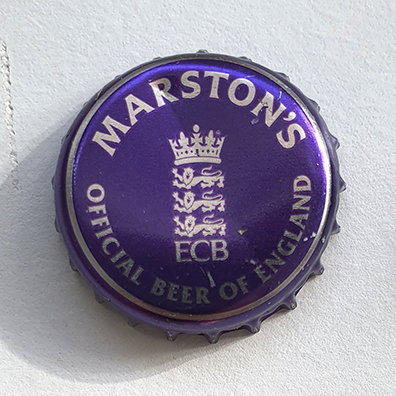 MARSTON'S
ECB
OFFICIAL BEER OF ENGLAND